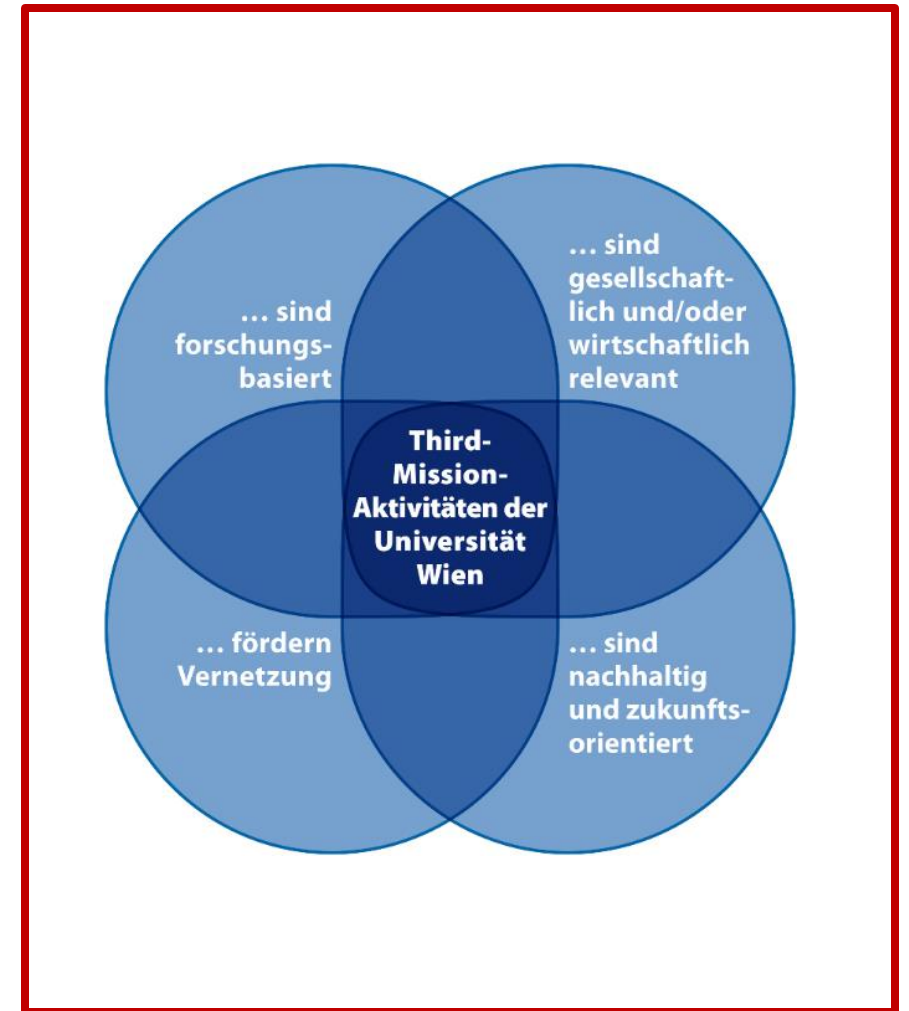 … sind
forschungs-
basiert
… sind
gesellschaft-
lich und/oder
wirtschaftlich
relevant
Third-
Mission-
Aktivitäten der
Universität
Wien
… fördern
Vernetzung
… sind
nachhaltig
und zukunfts-
orientiert